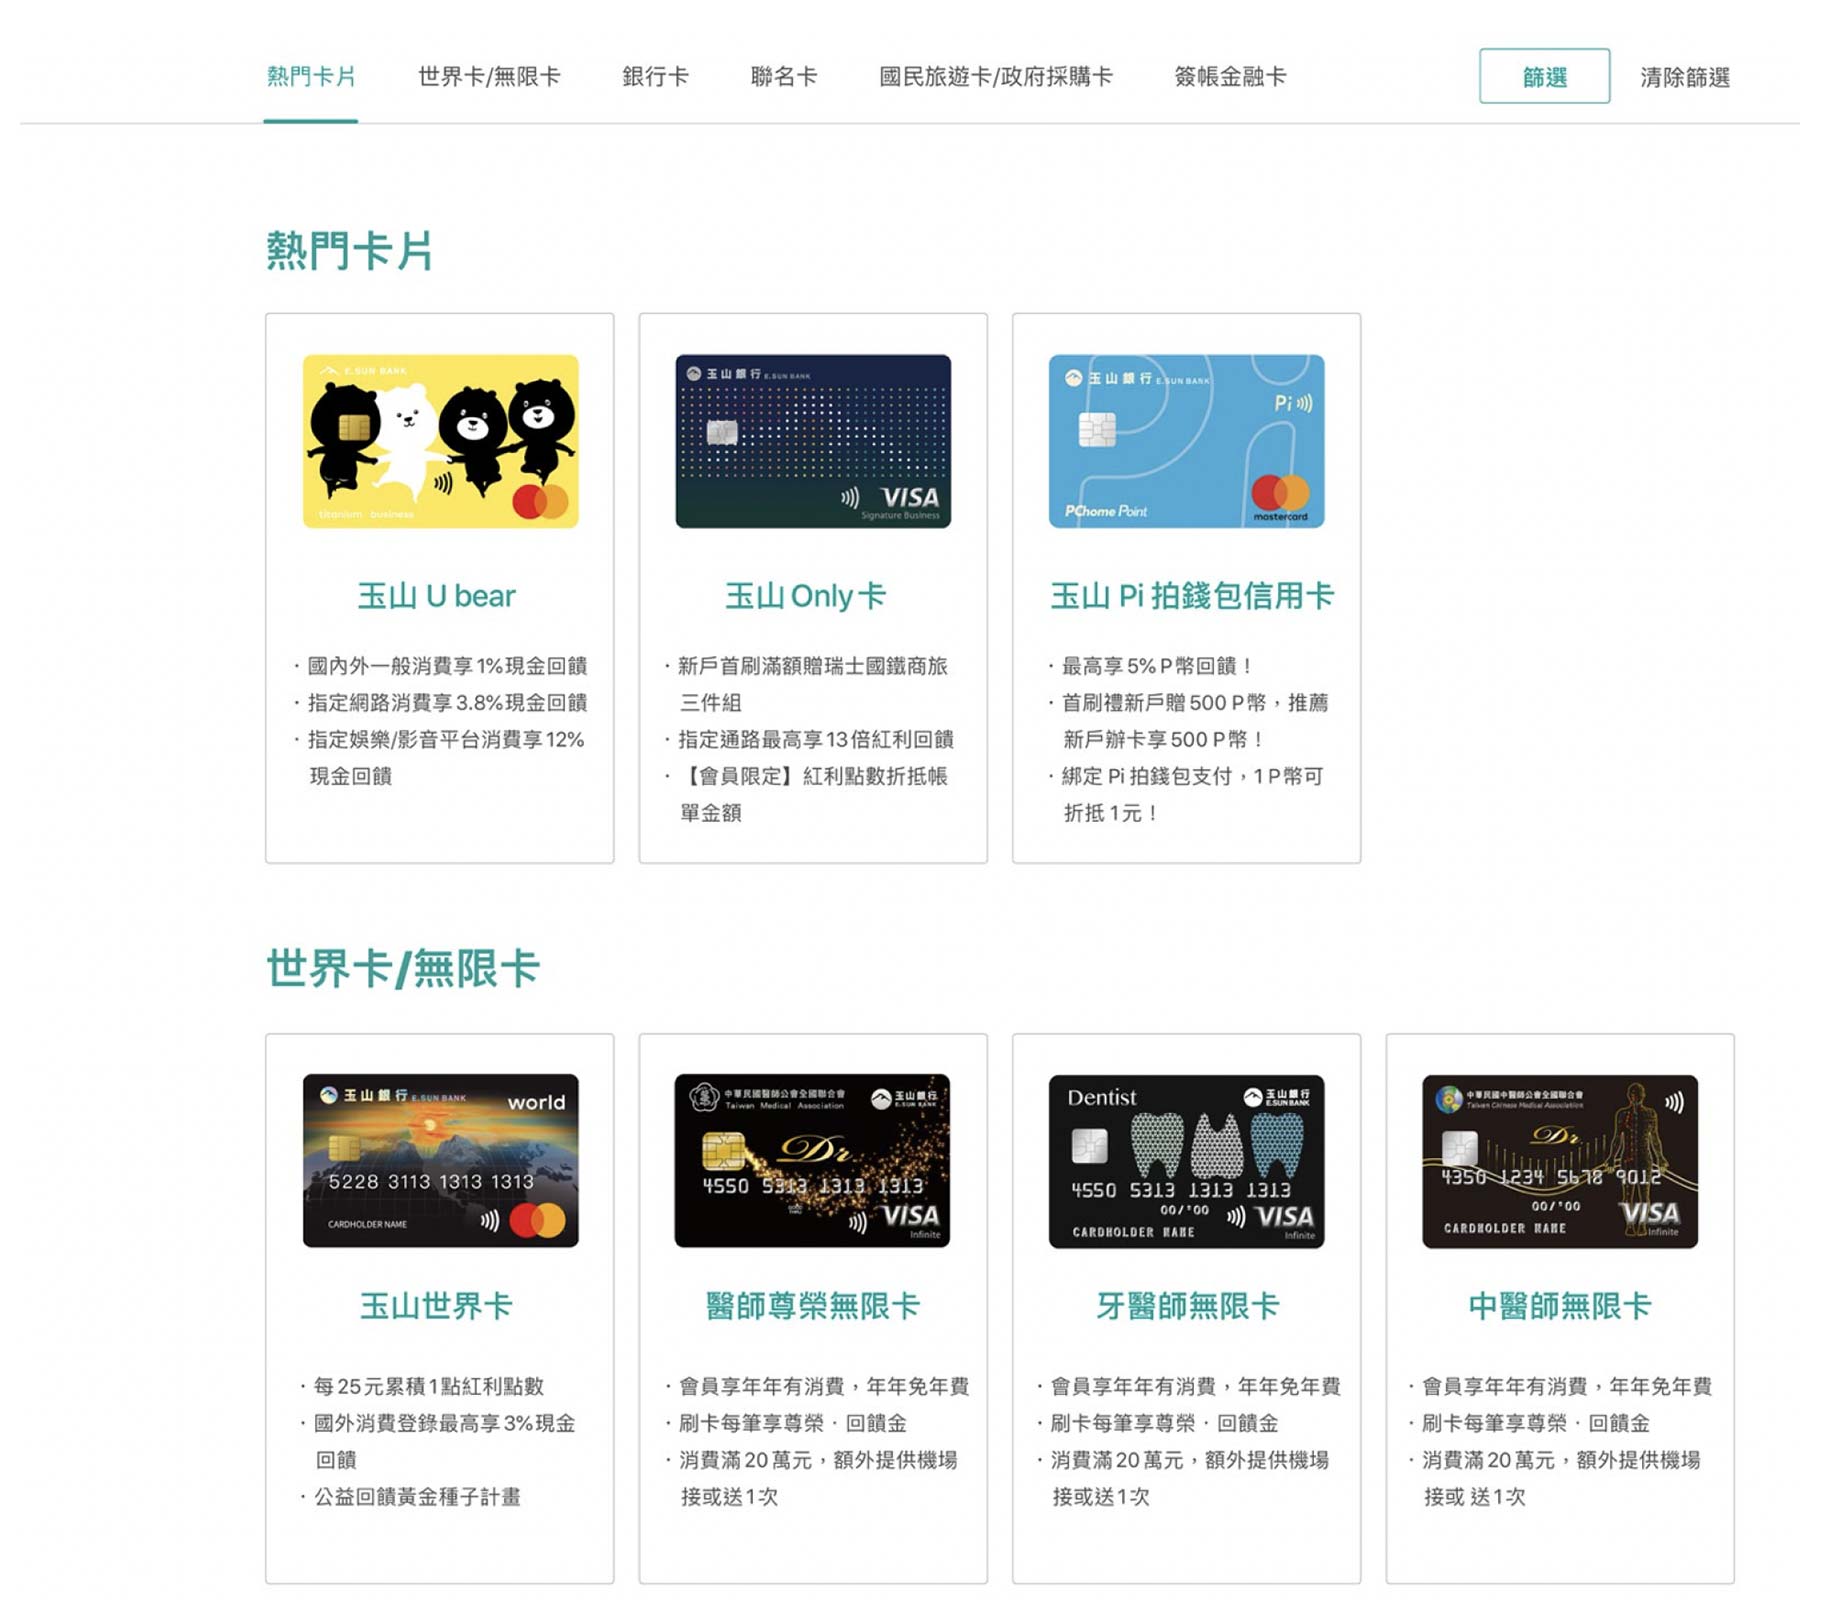 熱門卡片 世界卡/無限卡 銀行卡 聯名卡 國民旅遊卡/政府採購卡 簽帳金融卡 篩選 清除篩選
熱門卡片
E.SUN BANK
titanium business
玉山 U bear
・國內外一般消費享1%現金回饋
・指定網路消費享3.8%現金回饋
・指定娛樂/影音平台消費享12%
現金回饋
玉山銀行 E.SUN BANK
VISA
Signature Business
玉山Only卡
・新戶首刷滿額贈瑞士國鐵商旅
三件組
・指定通路最高享13倍紅利回饋
・【會員限定】紅利點數折抵帳
單金額
玉山銀行 E.SUN BANK
Pi
PChome Point
mastercard
玉山 Pi 拍錢包信用卡
・最高享5%P幣回饋！
・首刷禮新戶贈500 P幣，推薦
新戶辦卡享500 P幣！
・綁定 Pi 拍錢包支付，1 P幣可
折抵1元！
世界卡/無限卡
玉山銀行 E.SUN BANK
world
5228 3113 1313 1313
CARDHOLDER NAME
玉山世界卡
・每25元累積1點紅利點數
・國外消費登錄最高享3%現金
回饋
・公益回饋黃金種子計畫
中華民國醫師公會全國聯合會
Taiwan Medical Association
玉山銀行
E.SUN BANK
Dr.
4550 5313 1313 1313
VISA
Infinite
醫師尊榮無限卡
・會員享年年有消費，年年免年費
・刷卡每筆享尊榮・回饋金
・消費滿20萬元，額外提供機場
接或送1次
Dentist
玉山銀行
E.SUN BANK
4550 5313 1313 1313
00/'00
CARDHOLDER NAME
VISA
Infinite
牙醫師無限卡
・會員享年年有消費，年年免年費
・刷卡每筆享尊榮・回饋金
・消費滿20萬元，額外提供機場
接或送1次
中華民國中醫師公會全國聯合會
Taiwan Chinese Medical Association
Dr.
4350 1234 5678 9012
00/'00
CARDHOLDER NAME
VISA
Infinite
中醫師無限卡
・會員享年年有消費，年年免年費
・刷卡每筆享尊榮・回饋金
・消費滿20萬元，額外提供機場
接或 送1次